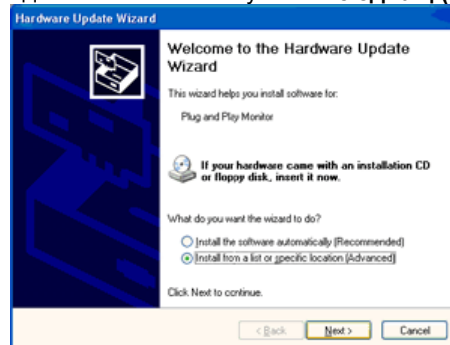 Hardware Update Wizard
Welcome to the Hardware Update
Wizard
This wizard helps you install software for:
Plug and Play Monitor
If your hardware came with an installation CD
or floppy disk, insert it now.
What do you want the wizard to do?
Install the software automatically (Recommended)
Install from a list or specific location (Advanced)
Click Next to continue.
< Back Next > Cancel